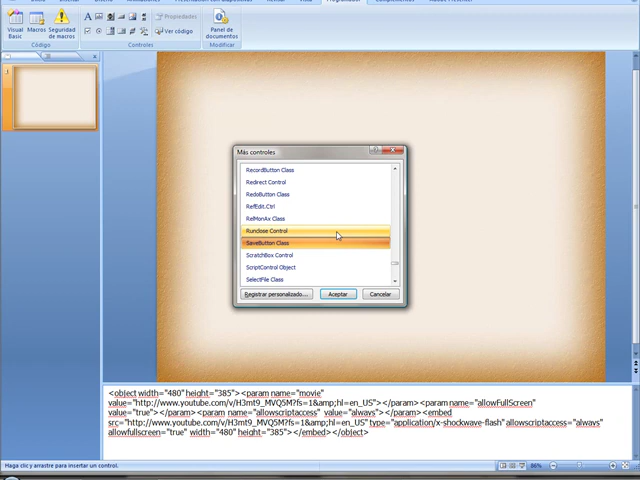 Programador
Propiedades
Ver código
Visual Basic
Macros
Seguridad de macros
Panel de documentos
Código
Controles
Modificar
1
Más controles
RecordButton Class
Redirect Control
RedoButton Class
RefEdit.Ctrl
RelMonAx Class
Runclose Control
SaveButton Class
ScratchBox Control
ScriptControl Object
SelectFile Class
Registrar personalizado...
Aceptar
Cancelar
<object width="480" height="385"><param name="movie"
value="http://www.youtube.com/v/H3mt9_MVQ5M?fs=1&amp;hl=en_US"></param><param name="allowFullScreen"
value="true"></param><param name="allowscriptaccess" value="always"></param><embed
src="http://www.youtube.com/v/H3mt9_MVQ5M?fs=1&amp;hl=en_US" type="application/x-shockwave-flash" allowscriptaccess="always"
allowfullscreen="true" width="480" height="385"></embed></object>
Haga clic y arrastre para insertar un control.
86%